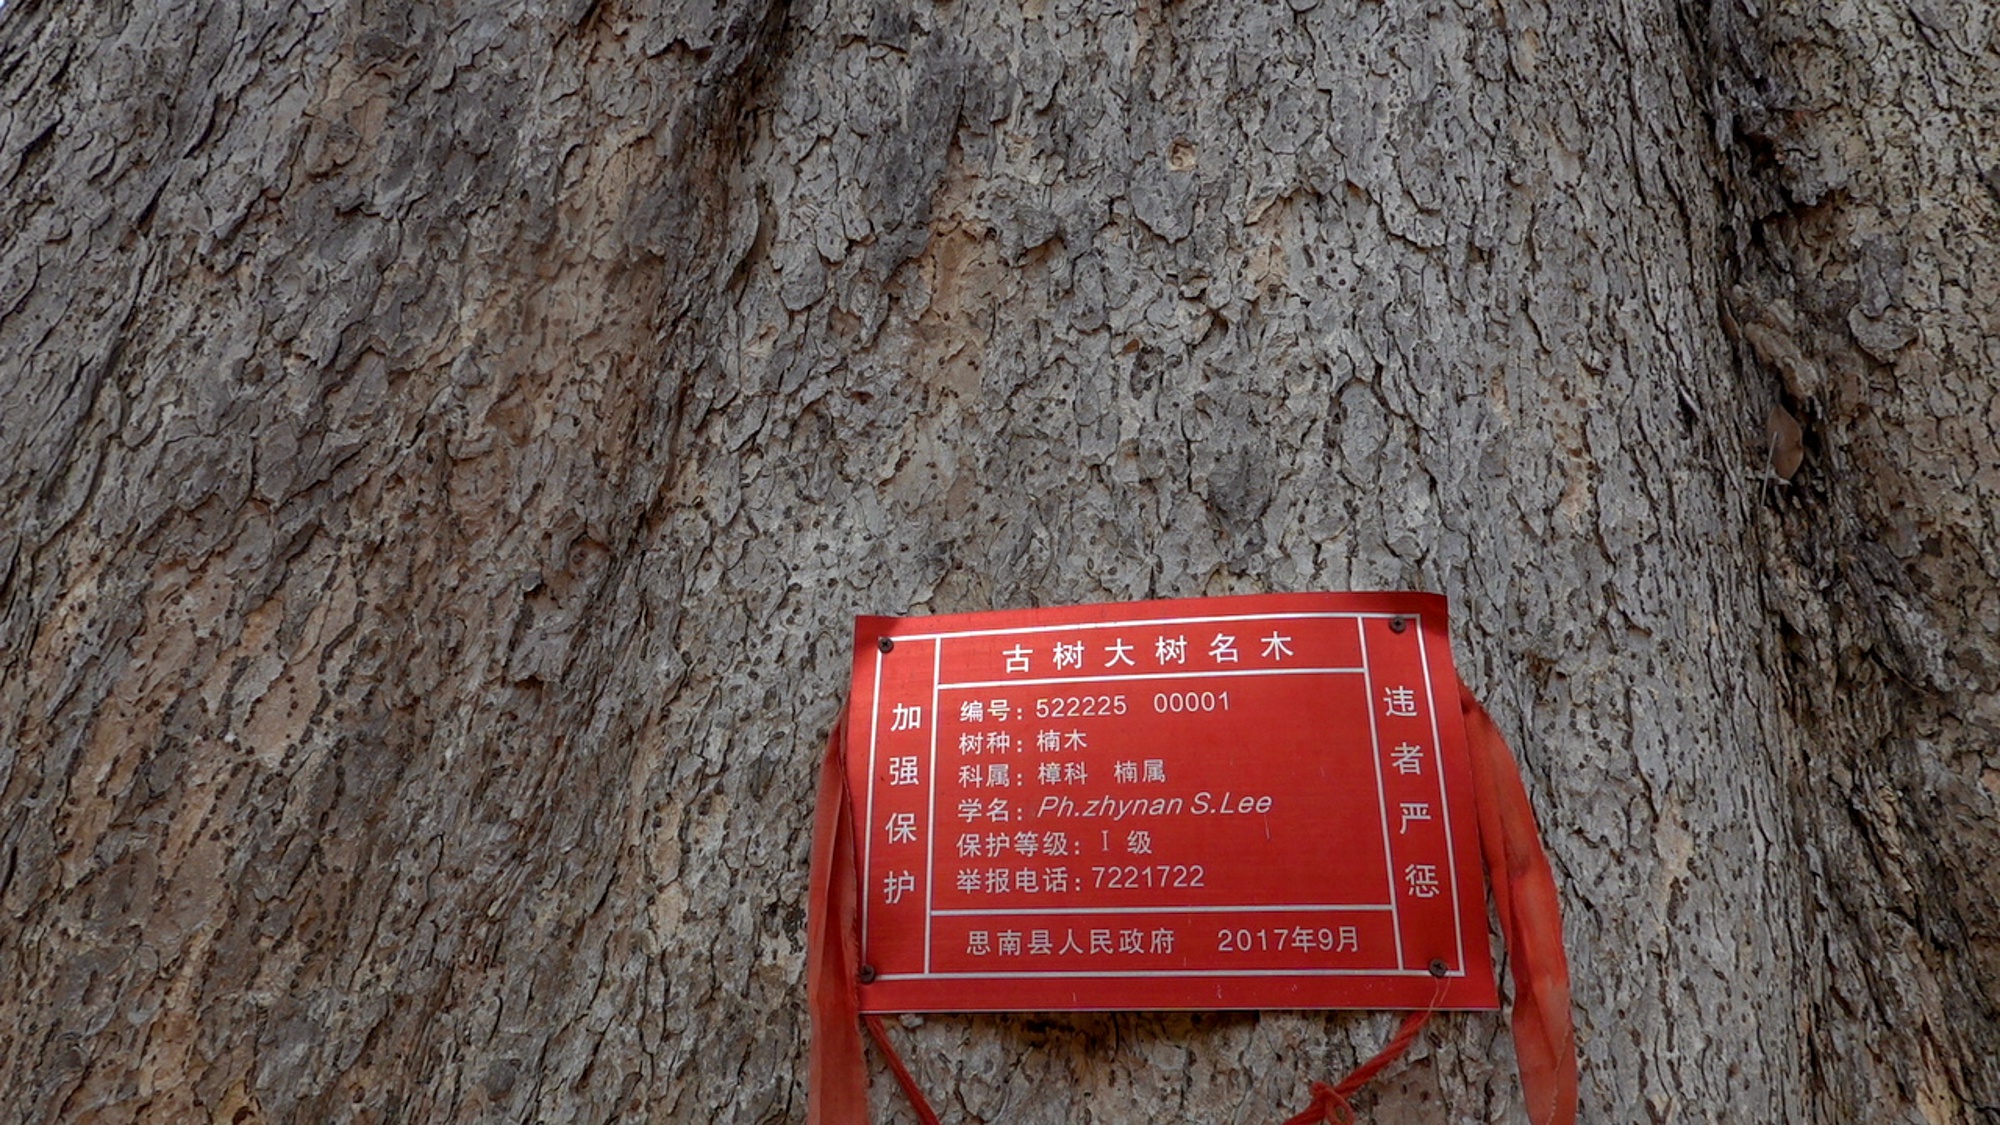 古树大树名木
加强保护
编号：522225 00001
树种：楠木
科属：樟科 楠属
学名：Ph.zhynan S.Lee
保护等级：Ⅰ 级
举报电话：7221722
违者严惩
思南县人民政府 2017年9月